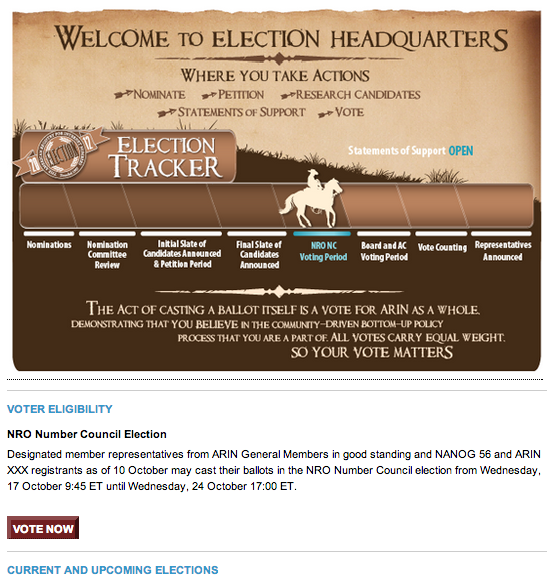 WELCOME TO ELECTION HEADQUARTERS
WHERE YOU TAKE ACTIONS
NOMINATE PETITION RESEARCH CANDIDATES
STATEMENTS OF SUPPORT VOTE
20 ELECTION 12
ELECTION
TRACKER
Statements of Support OPEN
Nominations
Nomination
Committee
Review
Initial Slate of
Candidates Announced
& Petition Period
Final Slate of
Candidates
Announced
NRO NC
Voting Period
Board and AC
Voting Period
Vote Counting
Representatives
Announced
THE ACT OF CASTING A BALLOT ITSELF IS A VOTE FOR ARIN AS A WHOLE,
DEMONSTRATING THAT YOU BELIEVE IN THE COMMUNITY-DRIVEN BOTTOM-UP POLICY
PROCESS THAT YOU ARE A PART OF. ALL VOTES CARRY EQUAL WEIGHT.
SO YOUR VOTE MATTERS
VOTER ELIGIBILITY
NRO Number Council Election
Designated member representatives from ARIN General Members in good standing and NANOG 56 and ARIN
XXX registrants as of 10 October may cast their ballots in the NRO Number Council election from Wednesday,
17 October 9:45 ET until Wednesday, 24 October 17:00 ET.
VOTE NOW
CURRENT AND UPCOMING ELECTIONS